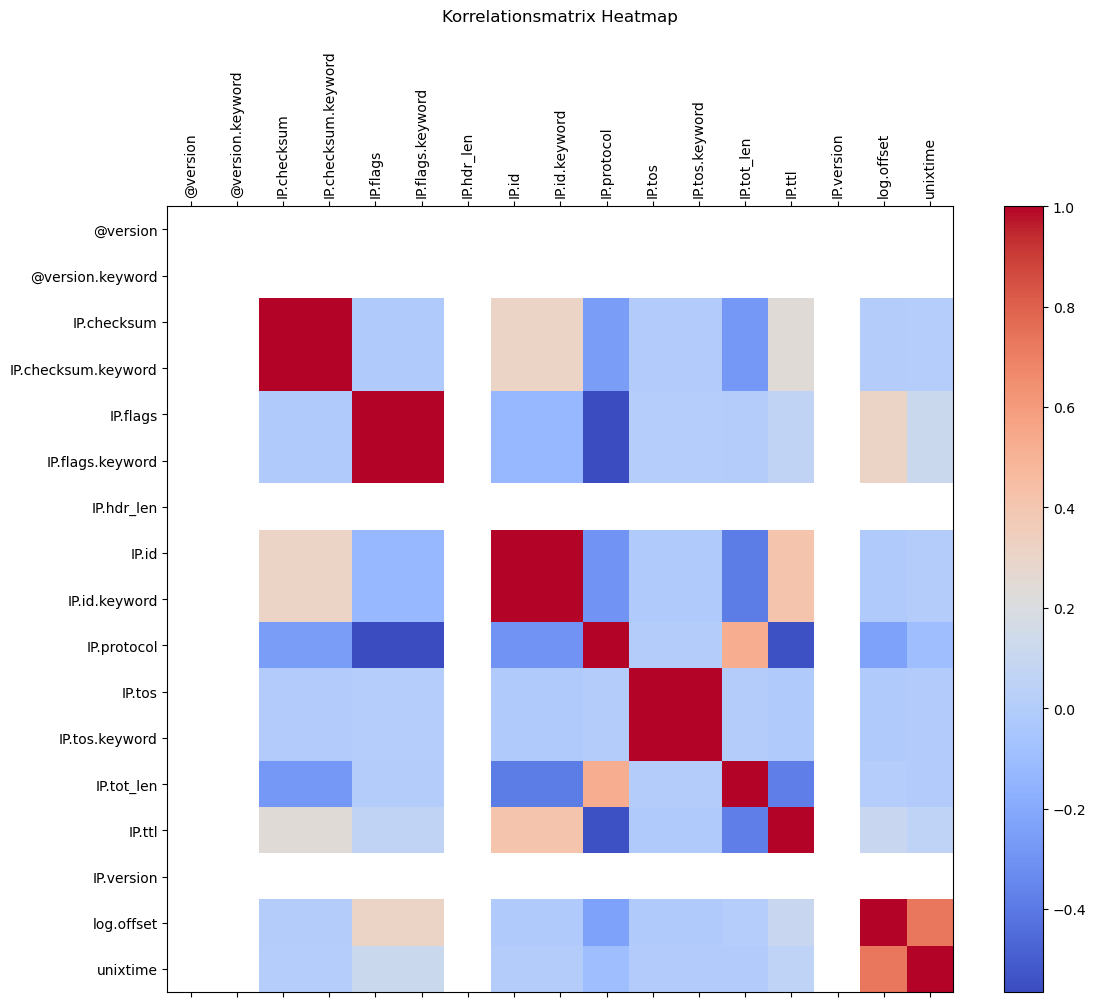 Korrelationsmatrix Heatmap
@version
@version.keyword
IP.checksum
IP.checksum.keyword
IP.flags
IP.flags.keyword
IP.hdr_len
IP.id
IP.id.keyword
IP.protocol
IP.tos
IP.tos.keyword
IP.tot_len
IP.ttl
IP.version
log.offset
unixtime
@version
@version.keyword
IP.checksum
IP.checksum.keyword
IP.flags
IP.flags.keyword
IP.hdr_len
IP.id
IP.id.keyword
IP.protocol
IP.tos
IP.tos.keyword
IP.tot_len
IP.ttl
IP.version
log.offset
unixtime
1.0
0.8
0.6
0.4
0.2
0.0
−0.2
−0.4